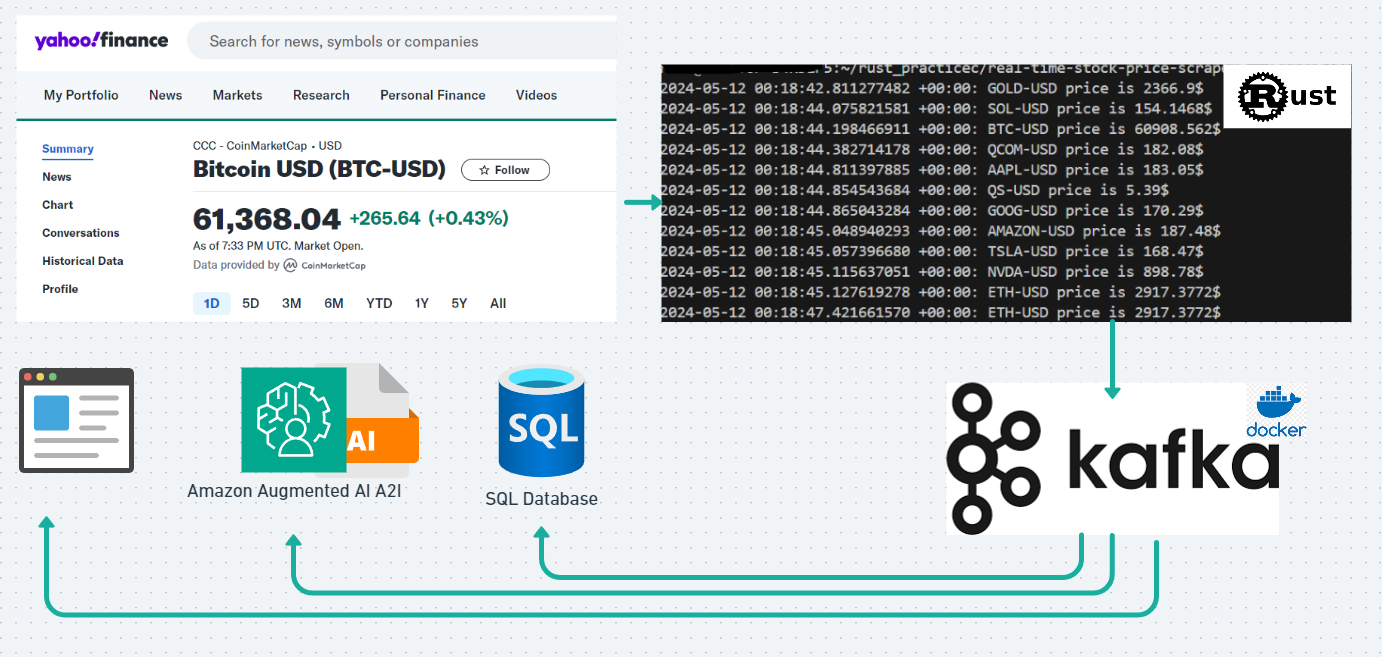 yahoo!finance
Search for news, symbols or companies
My Portfolio News Markets Research Personal Finance Videos
Summary
News
Chart
Conversations
Historical Data
Profile
CCC - CoinMarketCap • USD
Bitcoin USD (BTC-USD)
Follow
61,368.04 +265.64 (+0.43%)
As of 7:33 PM UTC. Market Open.
Data provided by CoinMarketCap
1D 5D 3M 6M YTD 1Y 5Y All
:~/rust_practicec/real-time-stock-price-scrape
Rust
2024-05-12 00:18:42.811277482 +00:00: GOLD-USD price is 2366.9$
2024-05-12 00:18:44.075821581 +00:00: SOL-USD price is 154.1468$
2024-05-12 00:18:44.198466911 +00:00: BTC-USD price is 60908.562$
2024-05-12 00:18:44.382714178 +00:00: QCOM-USD price is 182.08$
2024-05-12 00:18:44.811397885 +00:00: AAPL-USD price is 183.05$
2024-05-12 00:18:44.854543684 +00:00: QS-USD price is 5.39$
2024-05-12 00:18:44.865043284 +00:00: GOOG-USD price is 170.29$
2024-05-12 00:18:45.048940293 +00:00: AMAZON-USD price is 187.48$
2024-05-12 00:18:45.057396680 +00:00: TSLA-USD price is 168.47$
2024-05-12 00:18:45.115637051 +00:00: NVDA-USD price is 898.78$
2024-05-12 00:18:45.127619278 +00:00: ETH-USD price is 2917.3772$
2024-05-12 00:18:47.421661570 +00:00: ETH-USD price is 2917.3772$
AI
Amazon Augmented AI A2I
SQL
SQL Database
docker
kafka